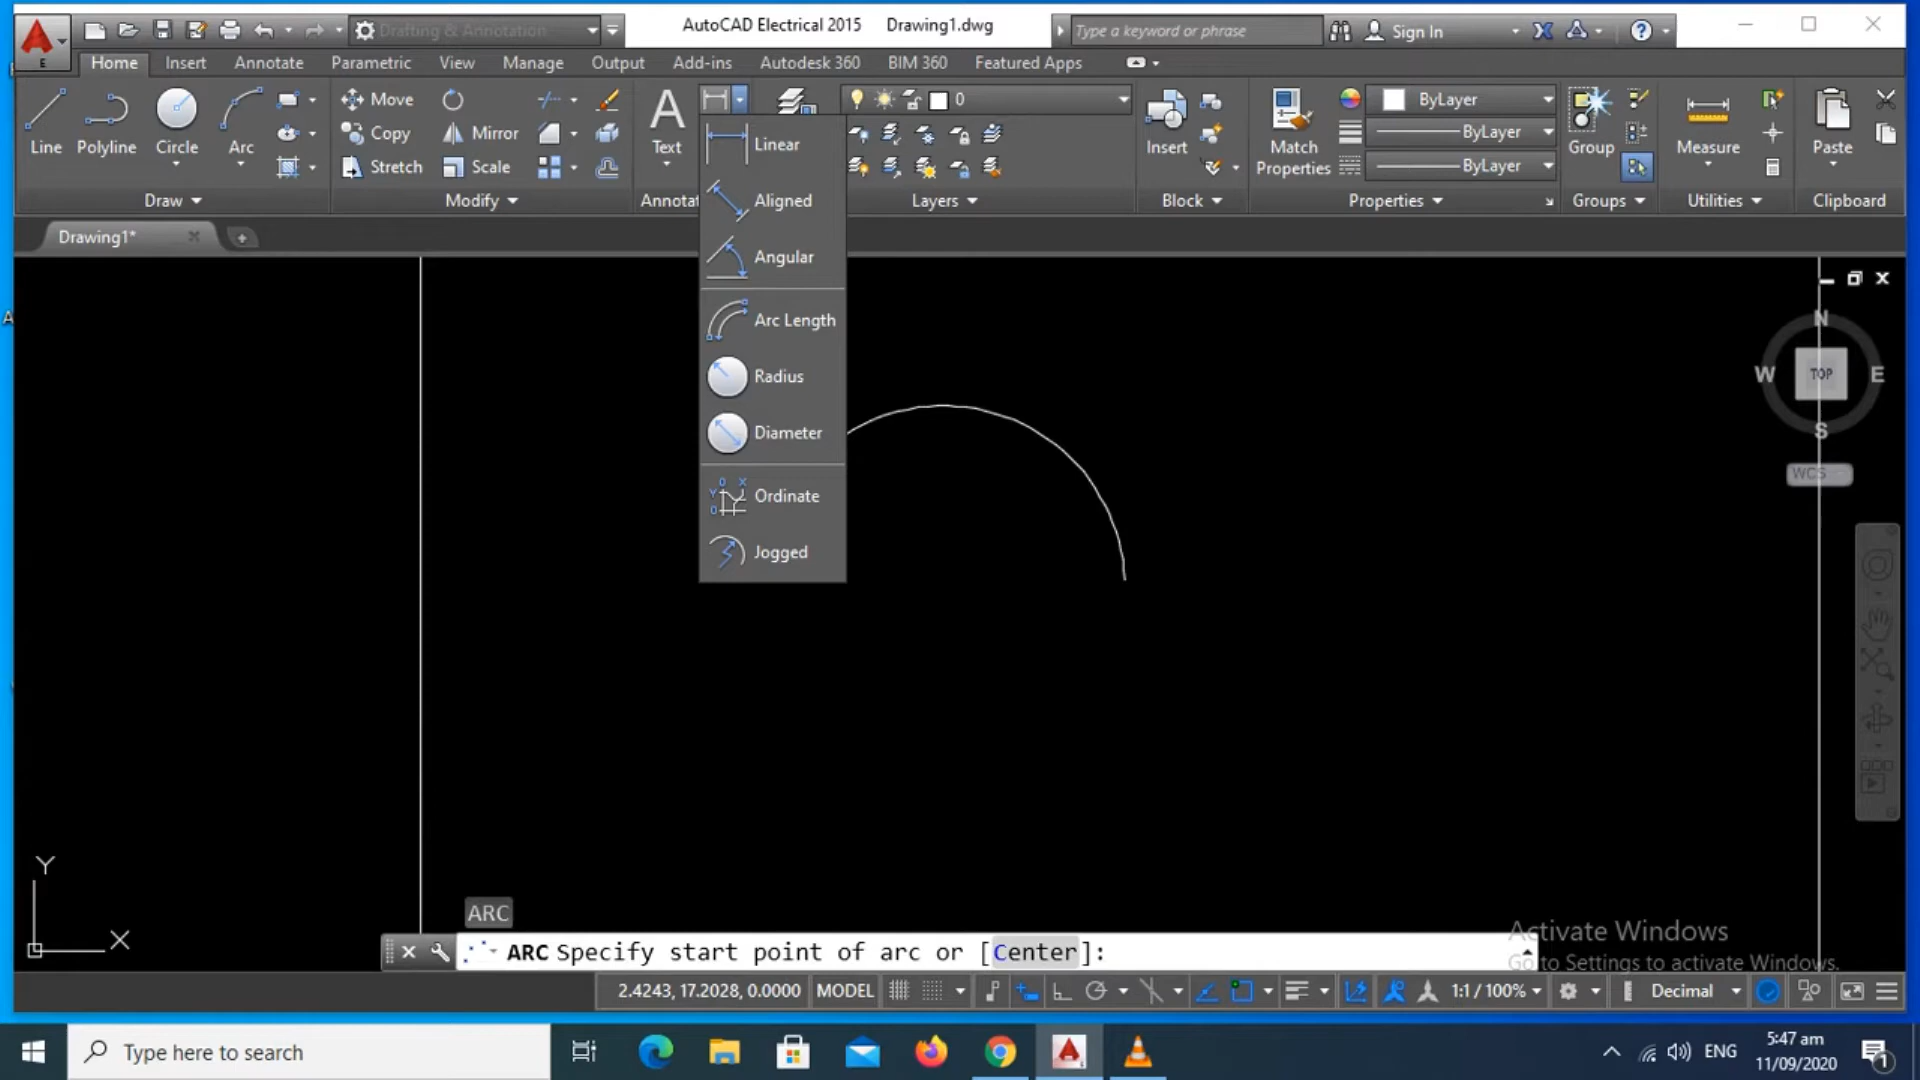 AutoCAD Electrical 2015 Drawing1.dwg
Drafting & Annotation
Type a keyword or phrase
Sign In
E
Home Insert Annotate Parametric View Manage Output Add-ins Autodesk 360 BIM 360 Featured Apps
Line Polyline Circle Arc
Move
Copy Mirror
Stretch Scale
Text
0
Insert
Match
Properties
ByLayer
ByLayer
ByLayer
Group
Measure
Paste
Draw Modify Annotat Layers Block Properties Groups Utilities Clipboard
Drawing1*
Linear
Aligned
Angular
Arc Length
Radius
Diameter
Ordinate
Jogged
N
W TOP E
S
WCS
Y
X
ARC
ARC Specify start point of arc or [Center]:
Activate Windows
Go to Settings to activate Windows.
2.4243, 17.2028, 0.0000 MODEL 1:1 / 100% Decimal
Type here to search
ENG
5:47 am
11/09/2020
1